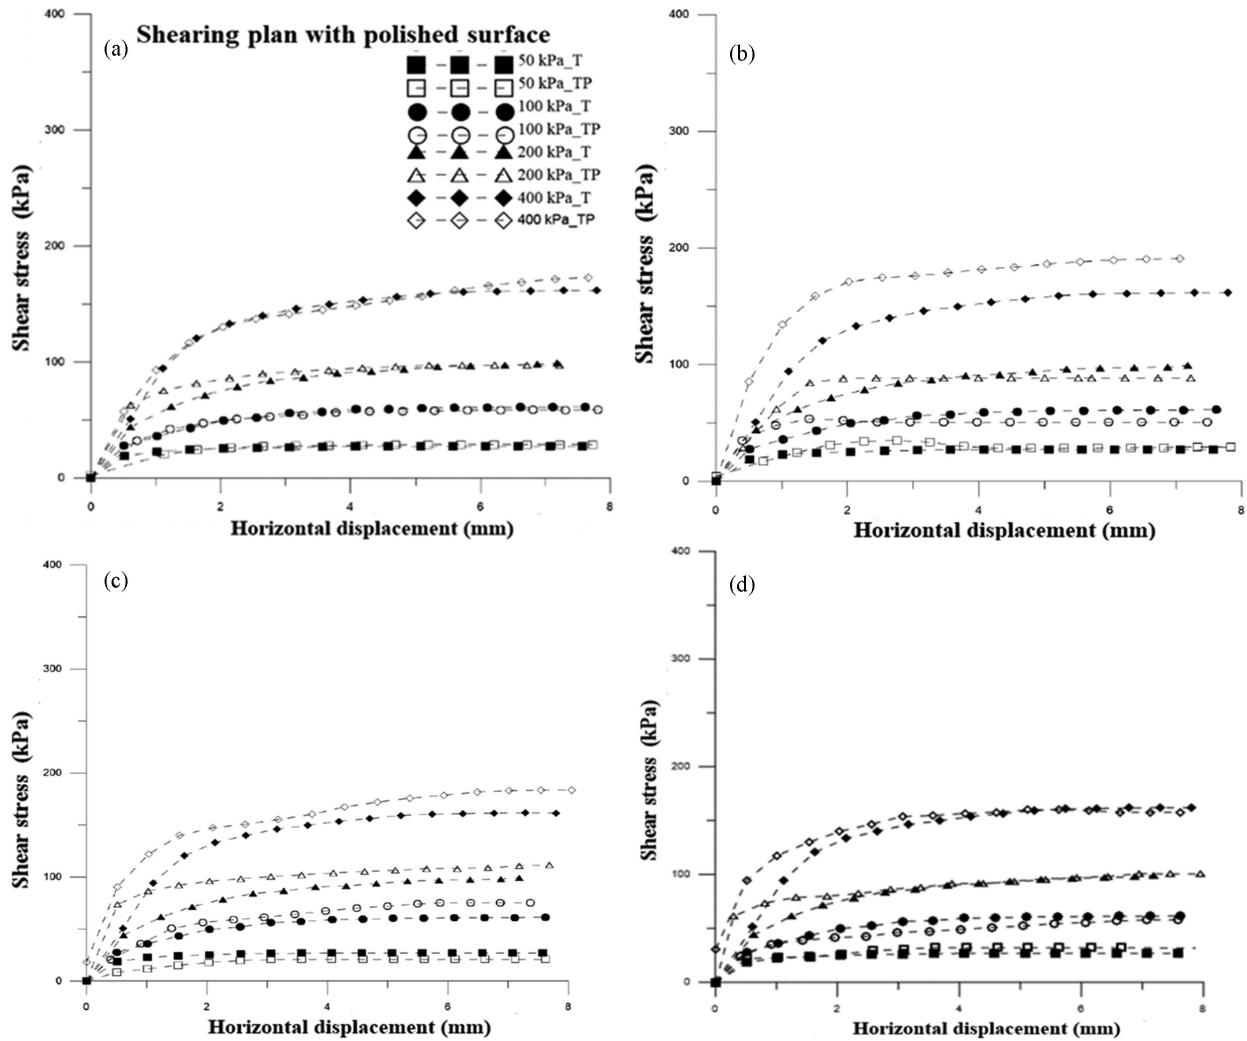 (a) Shearing plan with polished surface
50 kPa_T
50 kPa_TP
100 kPa_T
100 kPa_TP
200 kPa_T
200 kPa_TP
400 kPa_T
400 kPa_TP
400
300
200
100
0
Shear stress (kPa)
0 2 4 6 8
Horizontal displacement (mm)
(b)
400
300
200
100
0
Shear stress (kPa)
0 2 4 6 8
Horizontal displacement (mm)
(c)
400
300
200
100
0
Shear stress (kPa)
0 2 4 6 8
Horizontal displacement (mm)
(d)
400
300
200
100
0
Shear stress (kPa)
0 2 4 6 8
Horizontal displacement (mm)